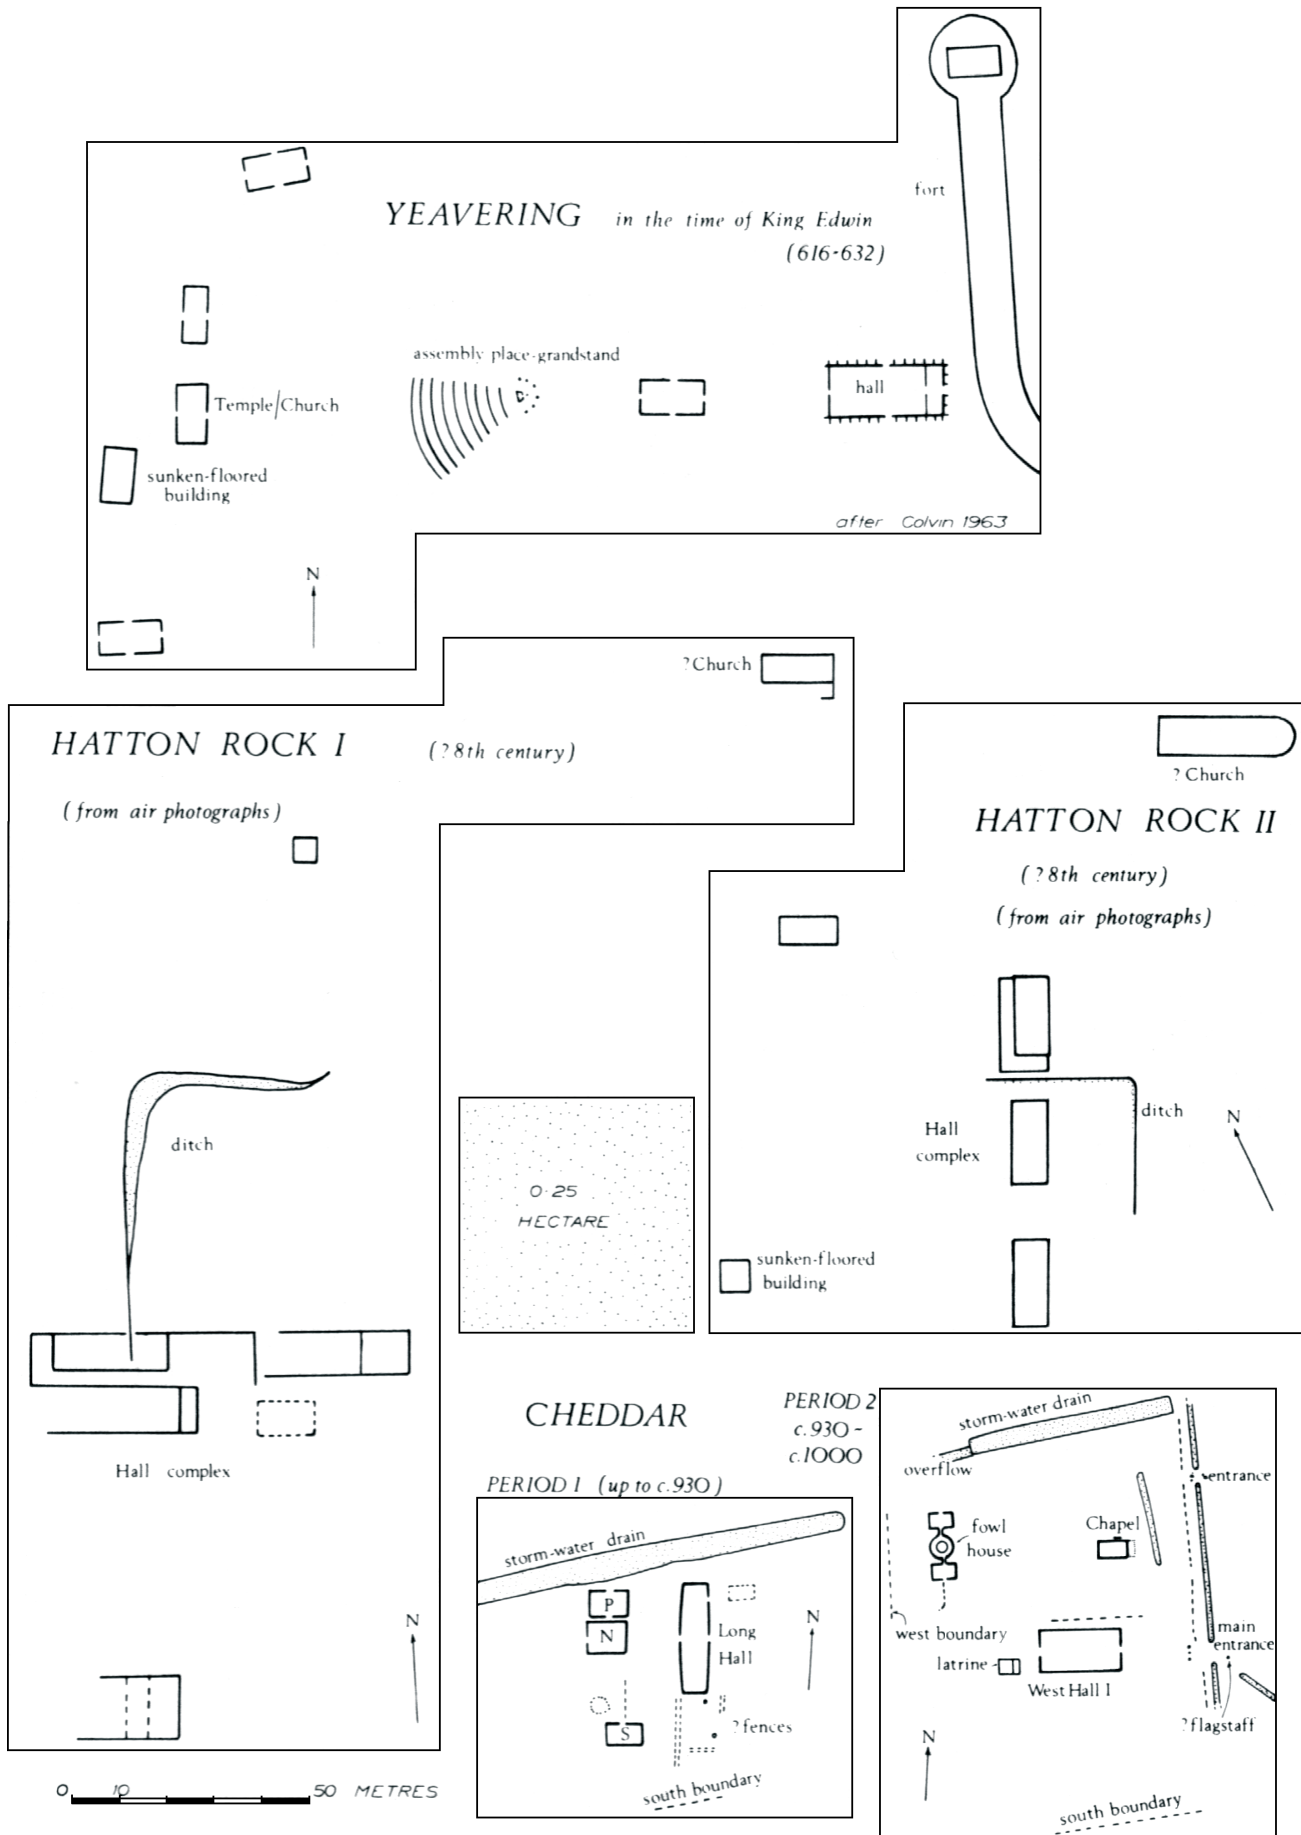 YEAVERING in the time of King Edwin
(616-632)
fort
assembly place-grandstand
hall
Temple/Church
sunken-floored
building
after Colvin 1963
N
?Church
HATTON ROCK I (?8th century)
(from air photographs)
ditch
Hall complex
N
0 10 50 METRES
? Church
HATTON ROCK II
(?8th century)
(from air photographs)
ditch
N
Hall
complex
sunken-floored
building
0·25
HECTARE
CHEDDAR
PERIOD 1 (up to c.930)
storm-water drain
P
N
Long
Hall
N
S
?fences
south boundary
PERIOD 2
c.930-
c.1000
storm-water drain
overflow
entrance
fowl
house
Chapel
west boundary
main
entrance
latrine
West Hall I
?flagstaff
N
south boundary